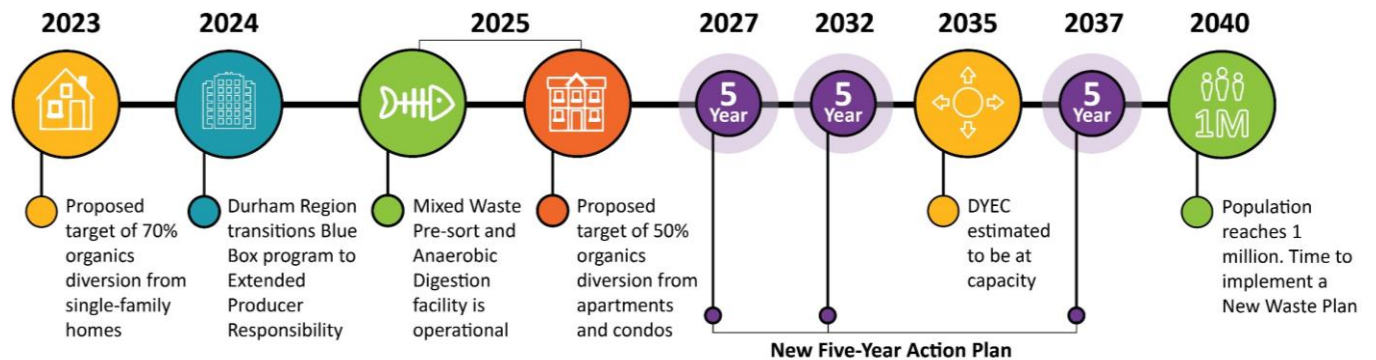 2023
2024
2025
2027
2032
2035
2037
2040
5
Year
5
Year
5
Year
1M
Proposed
target of 70%
organics
diversion from
single-family
homes
Durham Region
transitions Blue
Box program to
Extended
Producer
Responsibility
Mixed Waste
Pre-sort and
Anaerobic
Digestion
facility is
operational
Proposed
target of 50%
organics
diversion from
apartments
and condos
DYEC
estimated
to be at
capacity
Population
reaches 1
million. Time to
implement a
New Waste Plan
New Five-Year Action Plan